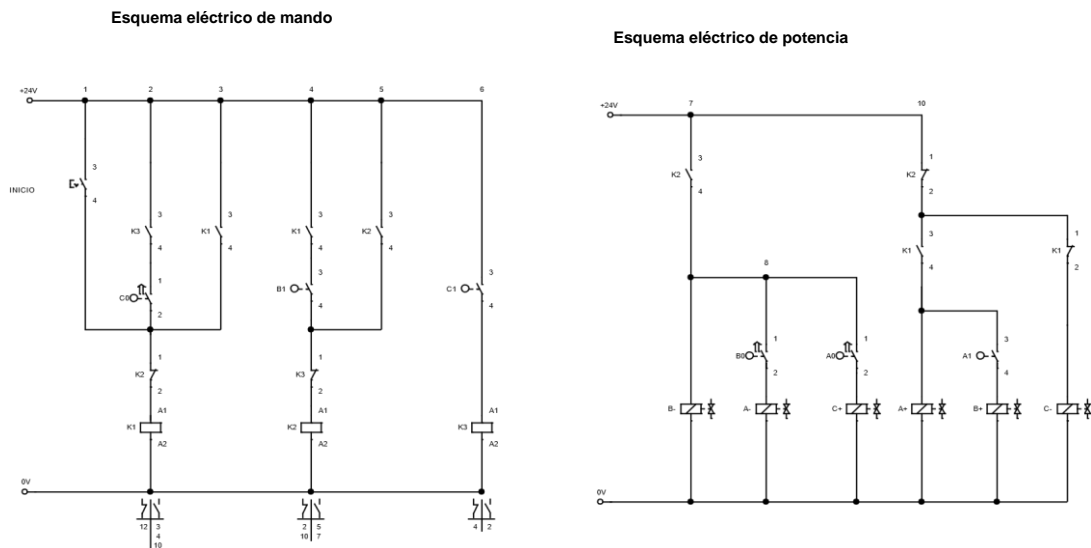 Esquema eléctrico de mando
Esquema eléctrico de potencia
1 2 3 4 5 6
+24V
3
INICIO
4
3 3 3 3
K3 K1 K1 K2
4 4 4 4
1 3 3
C0 B1 C1
2 4 4
1 1
K2 K3
2 2
A1 A1 A1
K1 K2 K3
A2 A2 A2
0V
12 3 2 5 4 2
4 10 7
10
7 10
+24V
3 1
K2 K2
4 2
3 1
K1 K1
4 2
8
1 1 3
B0 A0 A1
2 2 4
B- A- C+ A+ B+ C-
0V